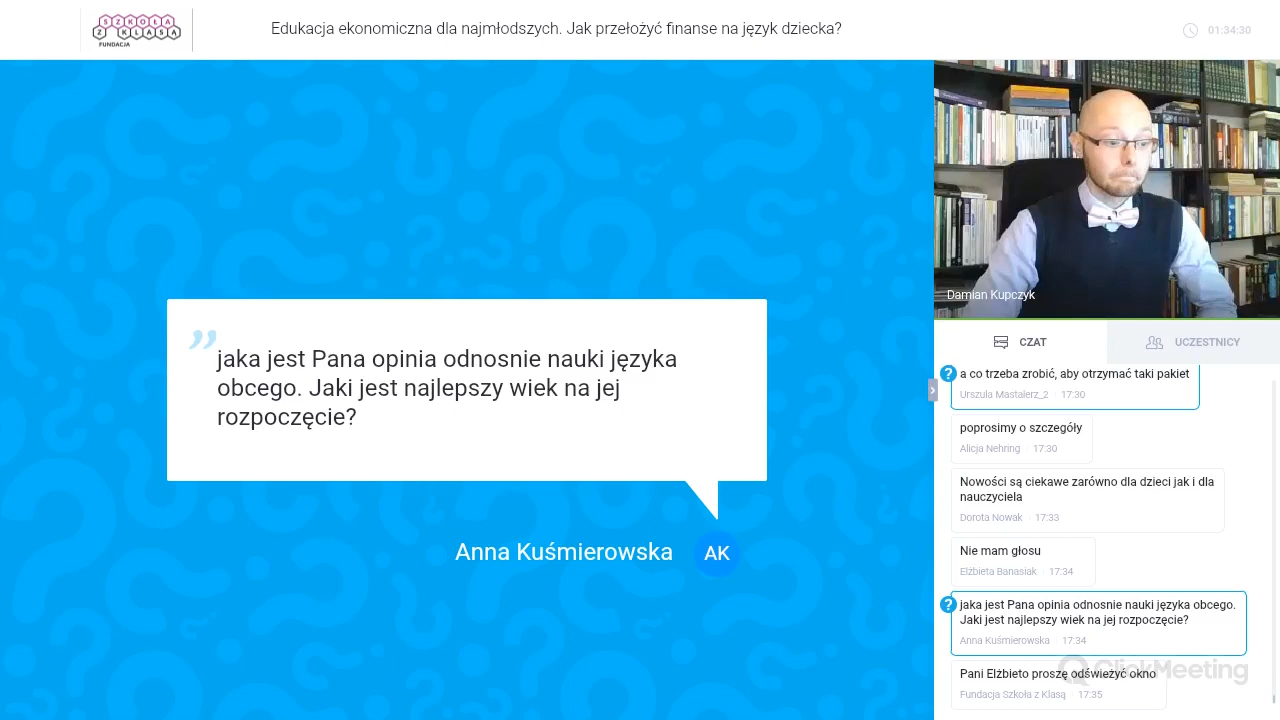 SZKOŁA
Z KLASĄ
FUNDACJA
Edukacja ekonomiczna dla najmłodszych. Jak przełożyć finanse na język dziecka?
01:34:30
”
jaka jest Pana opinia odnosnie nauki języka
obcego. Jaki jest najlepszy wiek na jej
rozpoczęcie?
Anna Kuśmierowska
AK
Damian Kupczyk
CZAT
UCZESTNICY
? a co trzeba zrobić, aby otrzymać taki pakiet
Urszula Mastalerz_2 17:30
poprosimy o szczegóły
Alicja Nehring 17:30
Nowości są ciekawe zarówno dla dzieci jak i dla
nauczyciela
Dorota Nowak 17:33
Nie mam głosu
Elżbieta Banasiak 17:34
? jaka jest Pana opinia odnosnie nauki języka obcego.
Jaki jest najlepszy wiek na jej rozpoczęcie?
Anna Kuśmierowska 17:34
ClickMeeting
Pani Elżbieto proszę odświeżyć okno
Fundacja Szkoła z Klasą 17:35